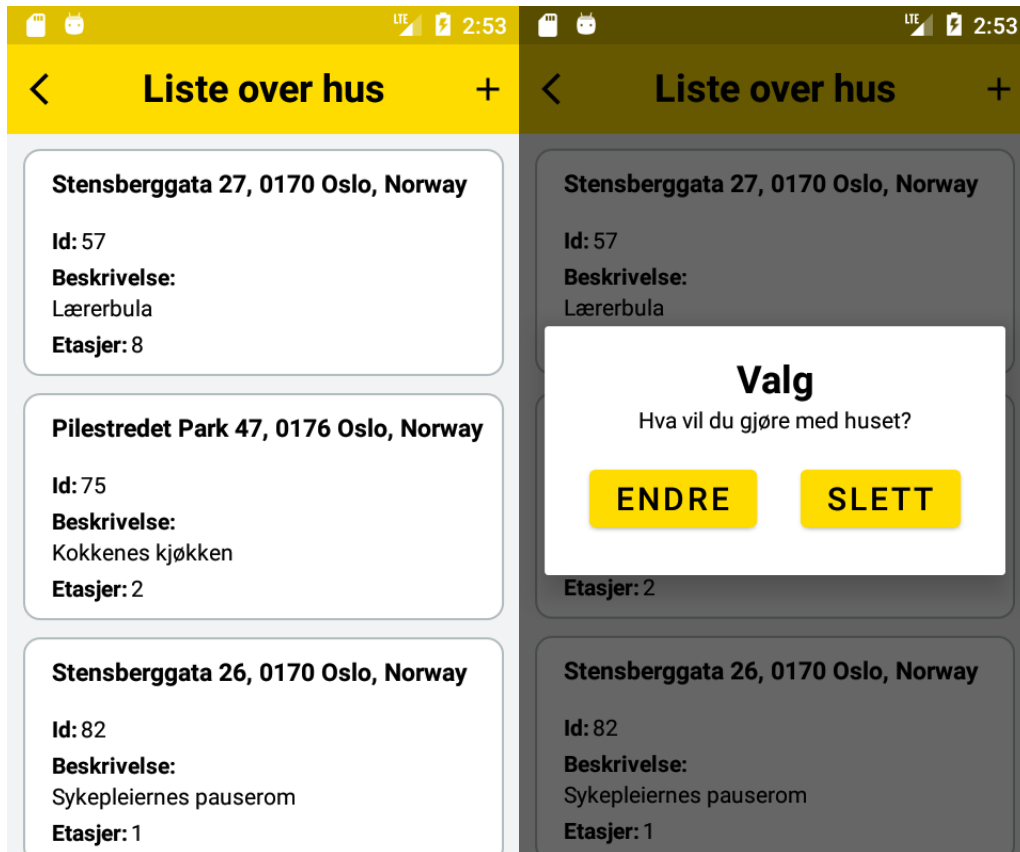 LTE 2:53
Liste over hus
Stensberggata 27, 0170 Oslo, Norway
Id: 57
Beskrivelse:
Lærerbula
Etasjer: 8
Pilestredet Park 47, 0176 Oslo, Norway
Id: 75
Beskrivelse:
Kokkenes kjøkken
Etasjer: 2
Stensberggata 26, 0170 Oslo, Norway
Id: 82
Beskrivelse:
Sykepleiernes pauserom
Etasjer: 1
LTE 2:53
Liste over hus
Stensberggata 27, 0170 Oslo, Norway
Id: 57
Beskrivelse:
Lærerbula
Valg
Hva vil du gjøre med huset?
ENDRE SLETT
Etasjer: 2
Stensberggata 26, 0170 Oslo, Norway
Id: 82
Beskrivelse:
Sykepleiernes pauserom
Etasjer: 1